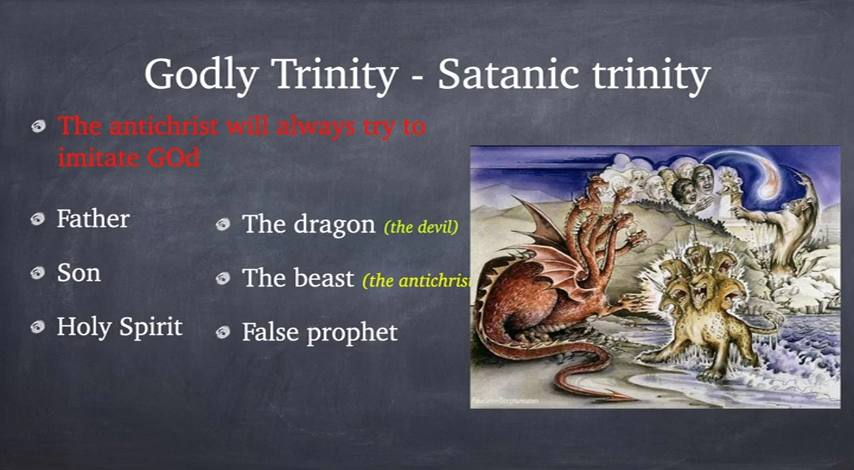 Godly Trinity - Satanic trinity
The antichrist will always try to
imitate GOd
Father
The dragon (the devil)
Son
The beast (the antichris
Holy Spirit
False prophet